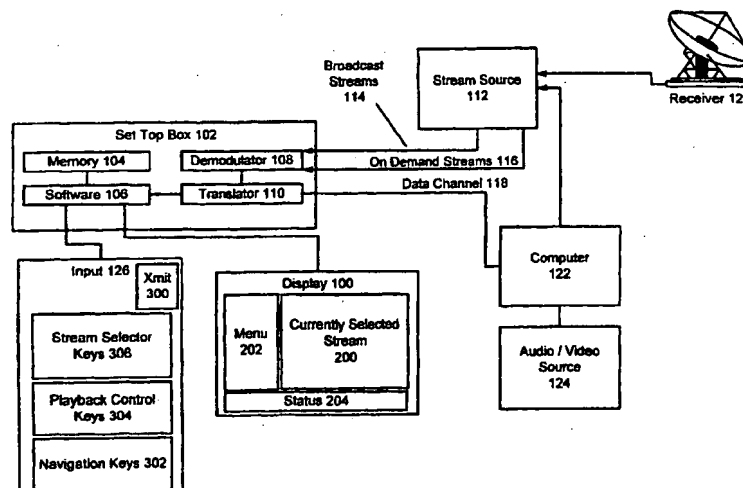 Broadcast
Streams
114
Stream Source
112
Receiver 12
Set Top Box 102
Memory 104
Demodulator 108
On Demand Streams 116
Software 106
Translator 110
Data Channel 118
Computer
122
Input 126
Xmit
300
Display 100
Menu
202
Currently Selected
Stream
200
Stream Selector
Keys 306
Audio / Video
Source
124
Playback Control
Keys 304
Status 204
Navigation Keys 302